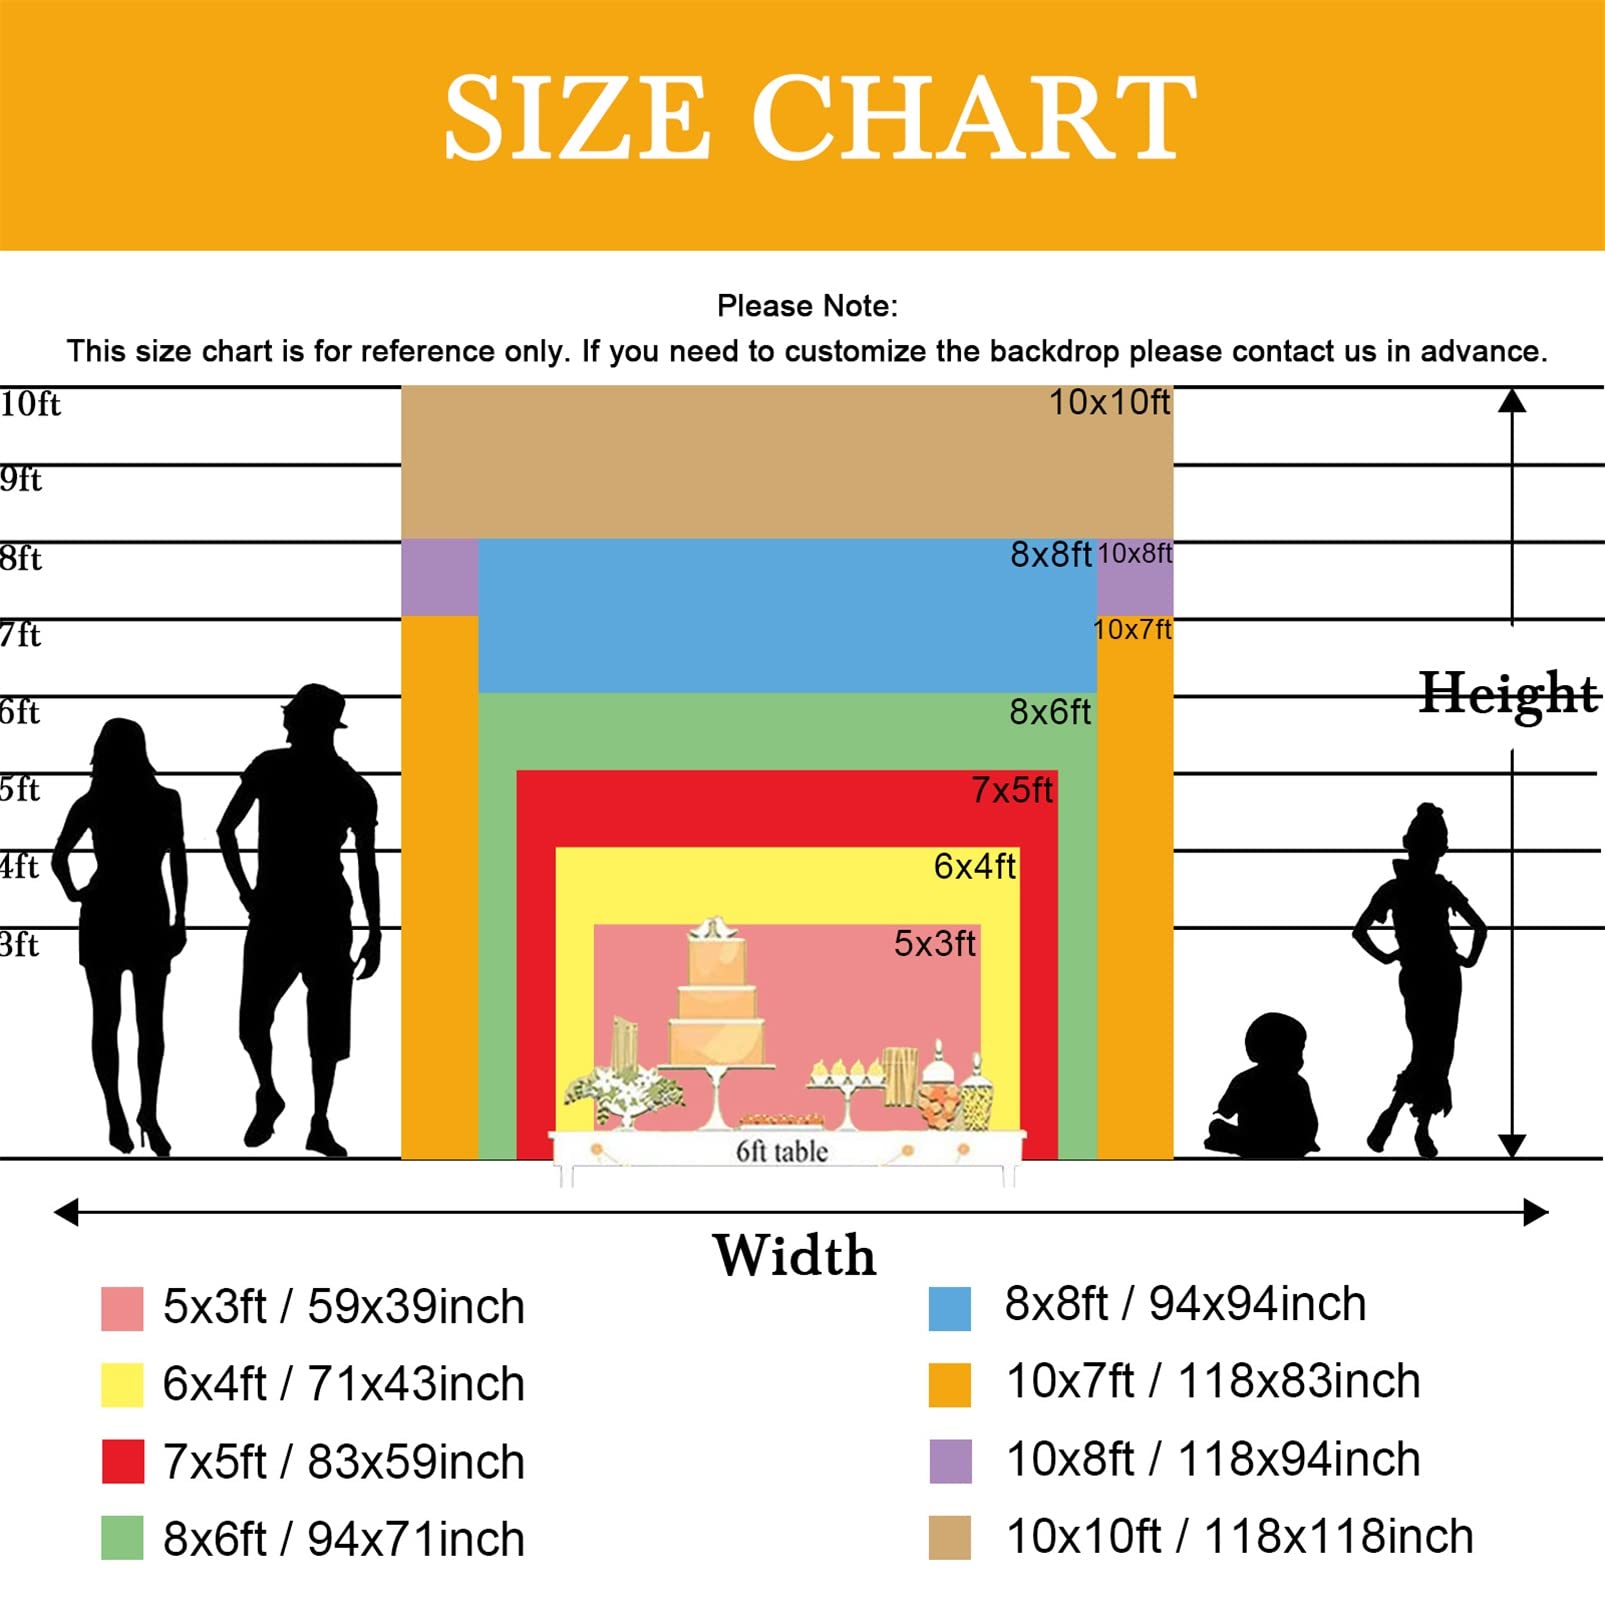 SIZE CHART
Please Note:
This size chart is for reference only. If you need to customize the backdrop please contact us in advance.
10ft
10x10ft
9ft
8ft
8x8ft
10x8ft
7ft
10x7ft
6ft
8x6ft
Height
5ft
7x5ft
4ft
6x4ft
3ft
5x3ft
6ft table
Width
5x3ft / 59x39inch
6x4ft / 71x43inch
7x5ft / 83x59inch
8x6ft / 94x71inch
8x8ft / 94x94inch
10x7ft / 118x83inch
10x8ft / 118x94inch
10x10ft / 118x118inch